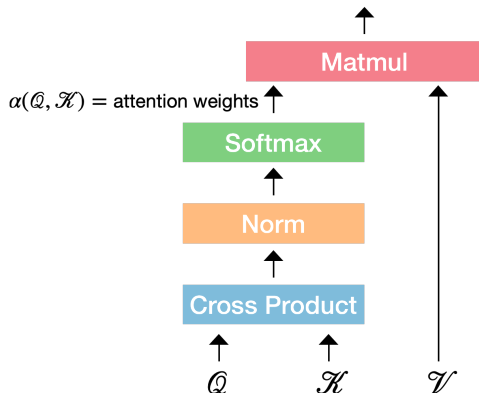 Matmul
α(𝒬, 𝒦) = attention weights
Softmax
Norm
Cross Product
𝒬 𝒦 𝒱